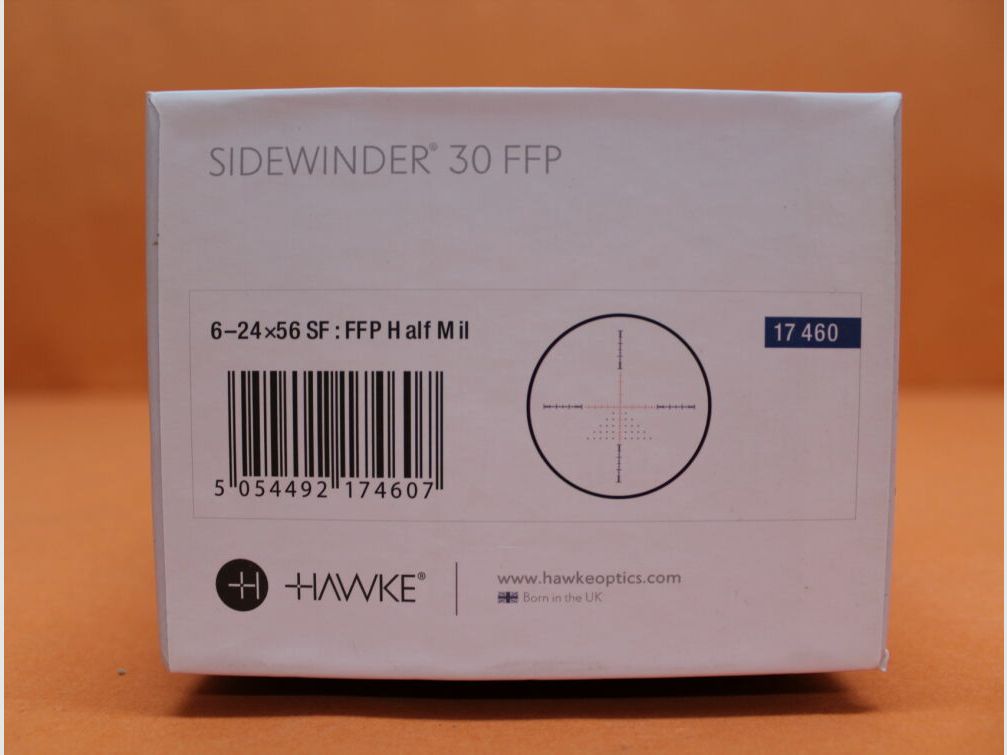 SIDEWINDER® 30 FFP
6–24×56 SF : FFP Half Mil
17 460
5 054492 174607
H HAWKE®
www.hawkeoptics.com
Born in the UK